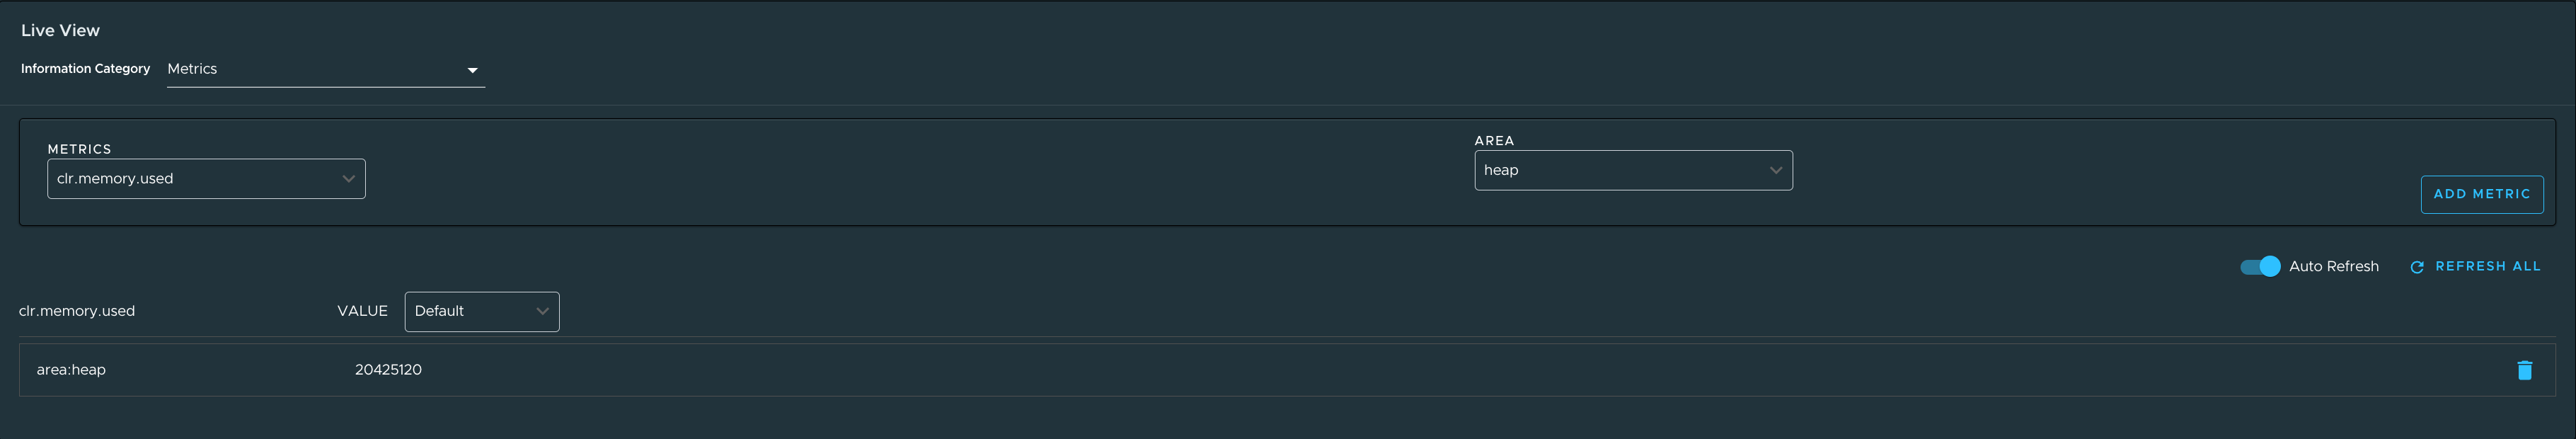 Live View
Information Category Metrics
METRICS
clr.memory.used
AREA
heap
ADD METRIC
Auto Refresh REFRESH ALL
clr.memory.used VALUE Default
area:heap 20425120